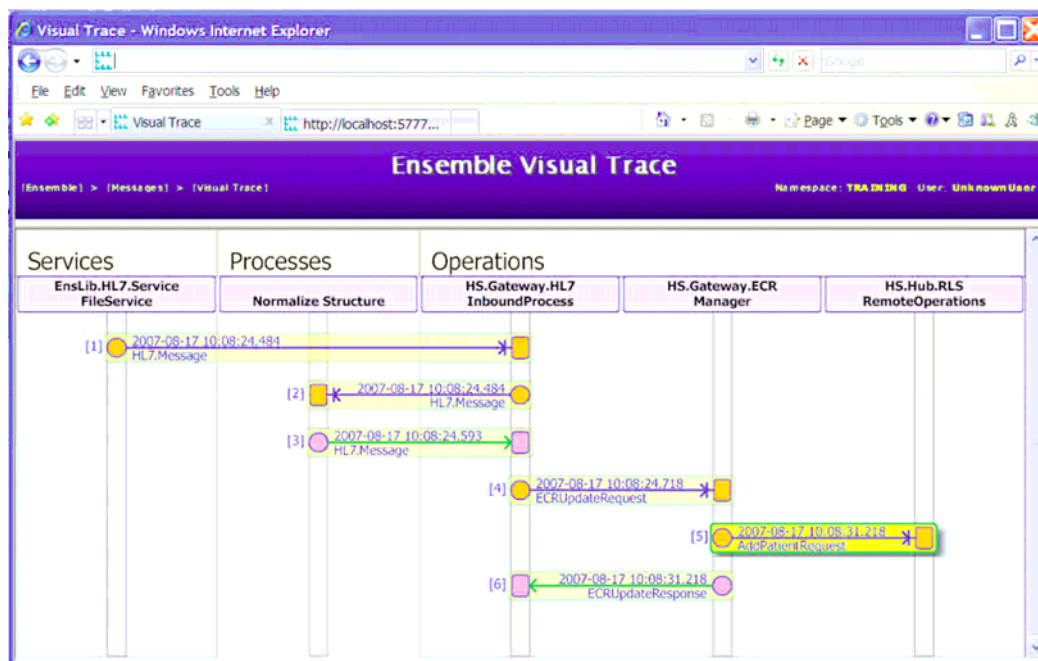 Visual Trace - Windows Internet Explorer
Google
File Edit View Favorites Tools Help
Visual Trace
http://localhost:5777...
Page Tools
Ensemble Visual Trace
[Ensemble] > [Messages] > [Visual Trace]
Namespace: TRAINING User: UnknownUser
Services Processes Operations
EnsLib.HL7.Service
FileService
Normalize Structure
HS.Gateway.HL7
InboundProcess
HS.Gateway.ECR
Manager
HS.Hub.RLS
RemoteOperations
[1] 2007-08-17 10:08:24.484
HL7.Message
[2] 2007-08-17 10:08:24.484
HL7.Message
[3] 2007-08-17 10:08:24.593
HL7.Message
[4] 2007-08-17 10:08:24.718
ECRUpdateRequest
[5] 2007-08-17 10:08:31.218
AddPatientRequest
[6] 2007-08-17 10:08:31.218
ECRUpdateResponse